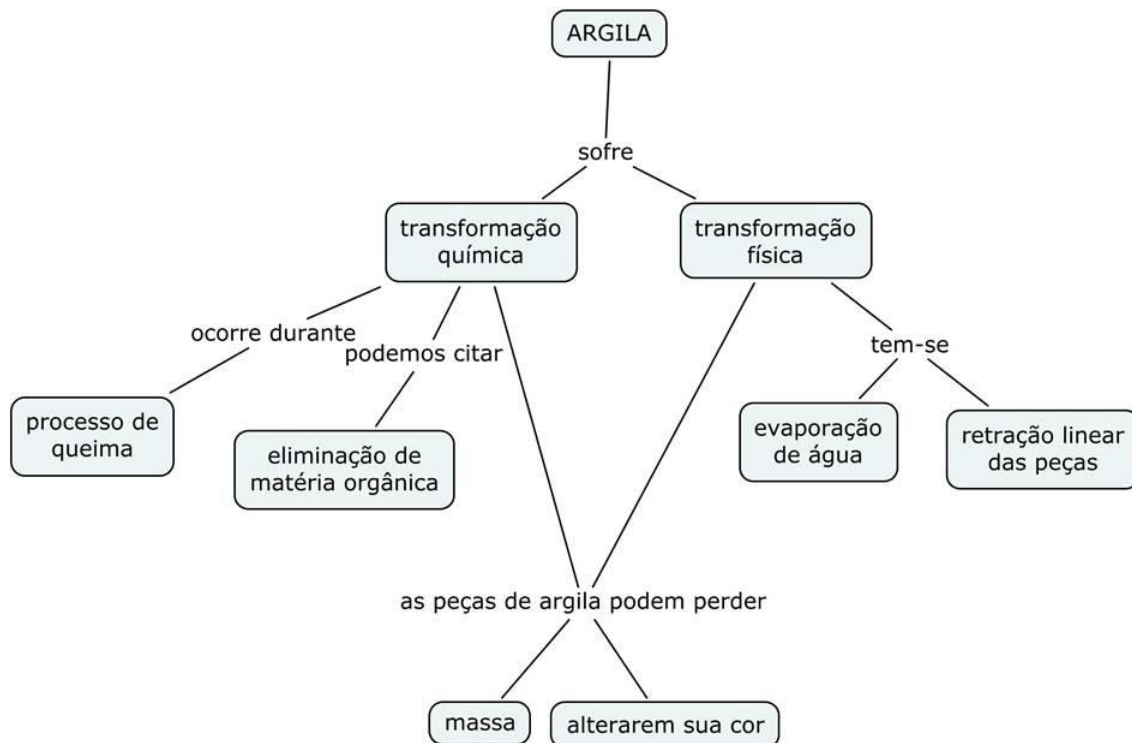 ARGILA
sofre
transformação
química
transformação
física
ocorre durante
podemos citar
tem-se
processo de
queima
eliminação de
matéria orgânica
evaporação
de água
retração linear
das peças
as peças de argila podem perder
massa
alterarem sua cor